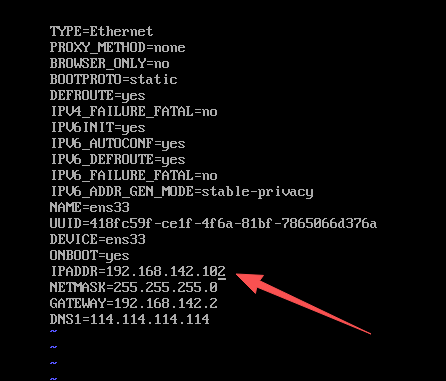 TYPE=Ethernet
PROXY_METHOD=none
BROWSER_ONLY=no
BOOTPROTO=static
DEFROUTE=yes
IPV4_FAILURE_FATAL=no
IPV6INIT=yes
IPV6_AUTOCONF=yes
IPV6_DEFROUTE=yes
IPV6_FAILURE_FATAL=no
IPV6_ADDR_GEN_MODE=stable-privacy
NAME=ens33
UUID=418fc59f-ce1f-4f6a-81bf-7865066d376a
DEVICE=ens33
ONBOOT=yes
IPADDR=192.168.142.102
NETMASK=255.255.255.0
GATEWAY=192.168.142.2
DNS1=114.114.114.114
~
~
~
~